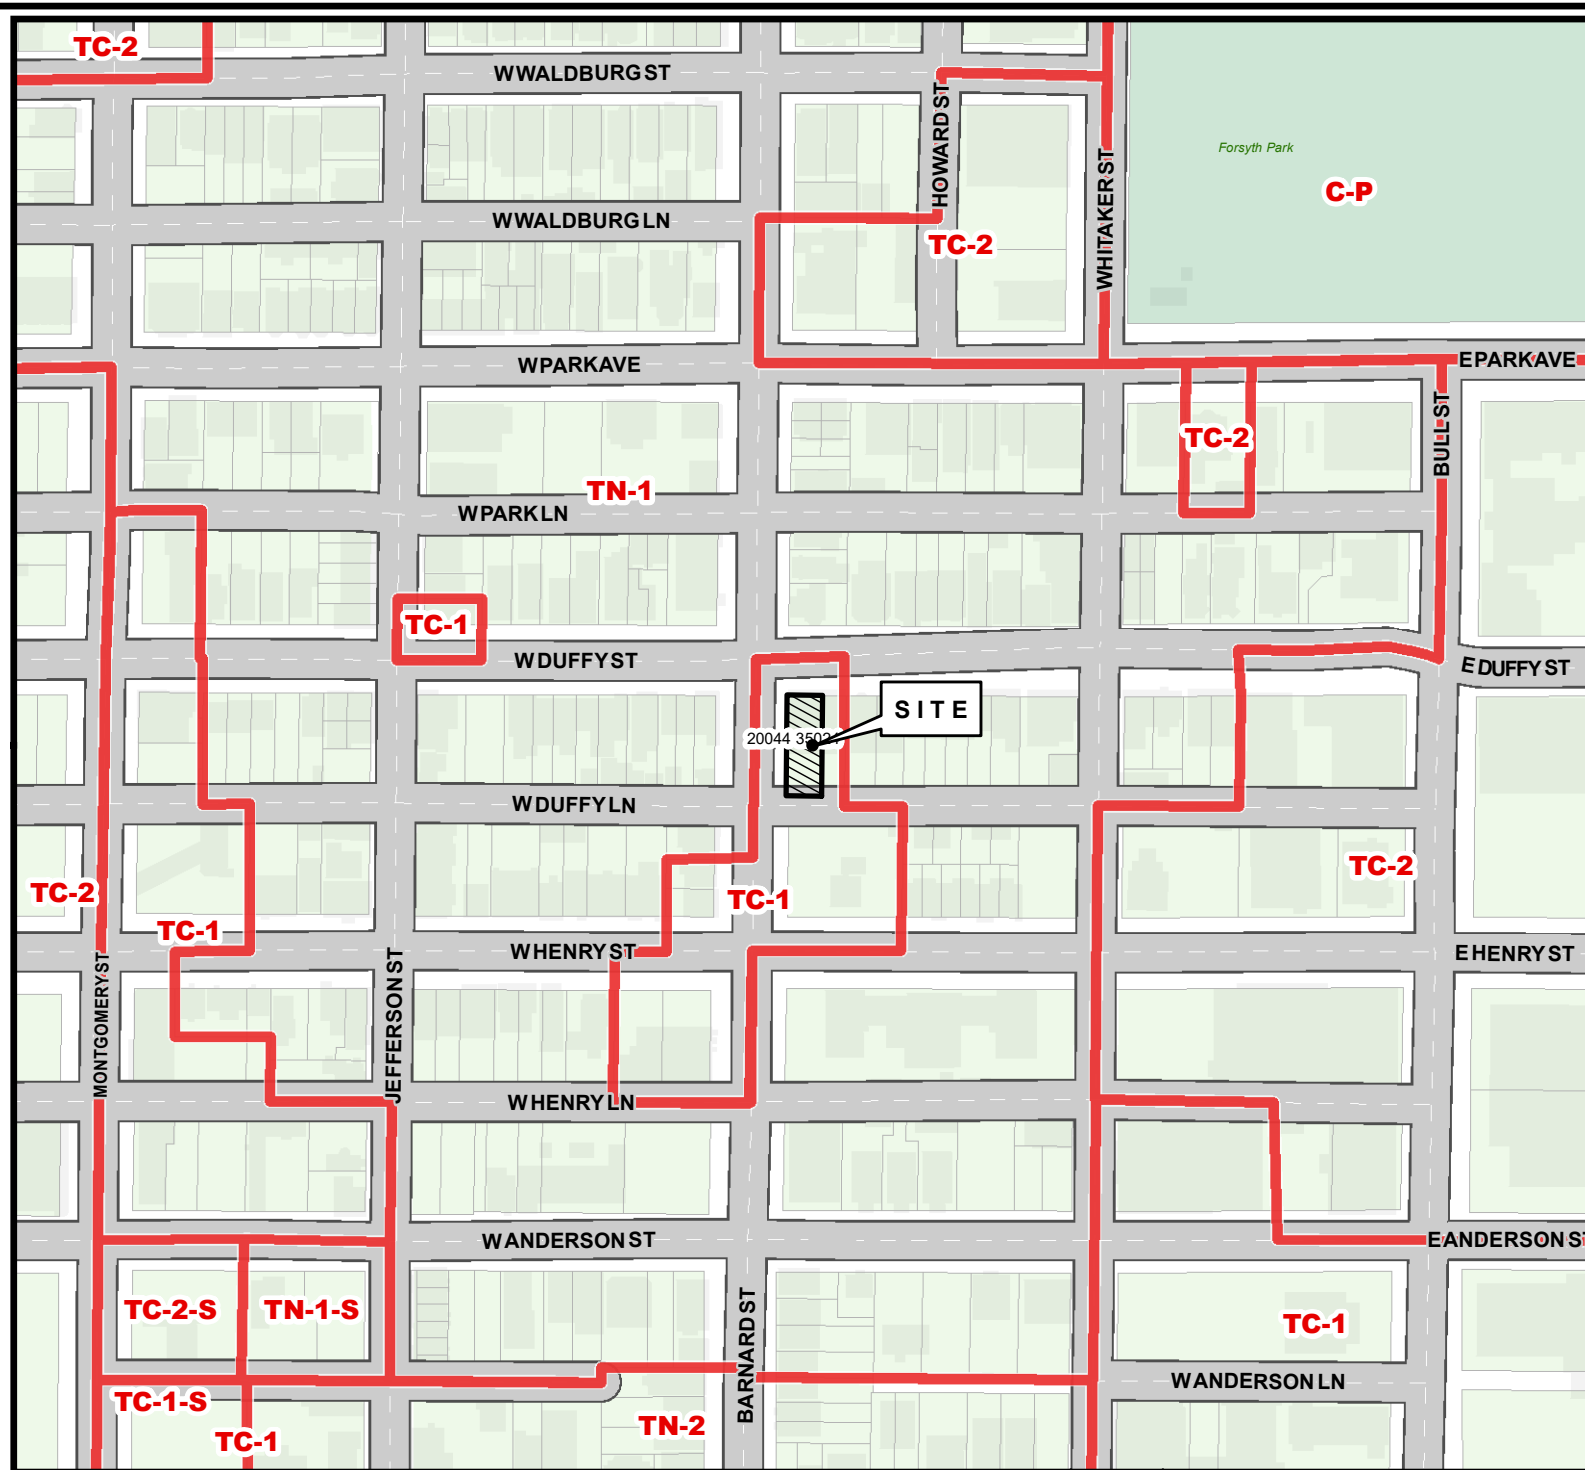 TC-2
W WALDBURG ST
HOWARD ST
Forsyth Park
WHITAKER ST
C-P
W WALDBURG LN
TC-2
W PARK AVE
E PARK AVE
BULL ST
TC-2
TN-1
W PARK LN
TC-1
W DUFFY ST
E DUFFY ST
SITE
20044 35021
W DUFFY LN
TC-2
TC-2
TC-1
TC-1
W HENRY ST
E HENRY ST
MONTGOMERY ST
JEFFERSON ST
W HENRY LN
W ANDERSON ST
E ANDERSON ST
TC-2-S
TN-1-S
BARNARD ST
TC-1
W ANDERSON LN
TC-1-S
TN-2
TC-1